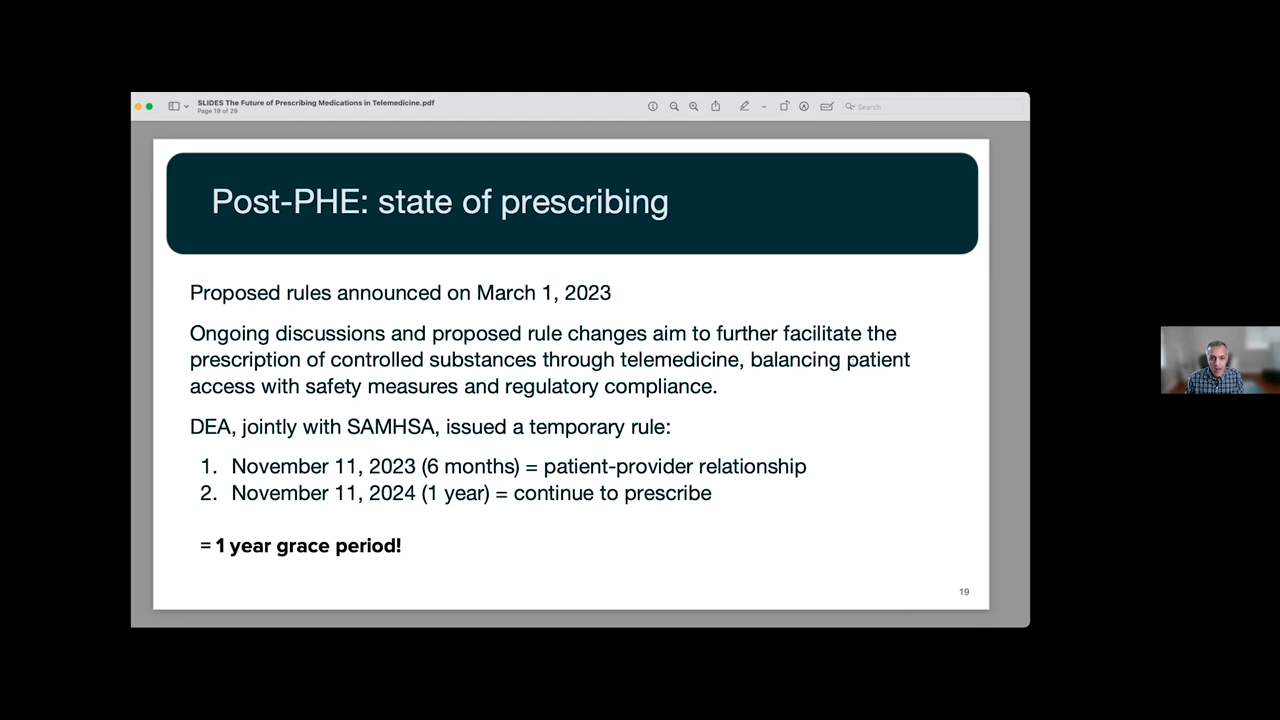 SLIDES The Future of Prescribing Medications in Telemedicine.pdf
Page 19 of 29
Search
Post-PHE: state of prescribing
Proposed rules announced on March 1, 2023
Ongoing discussions and proposed rule changes aim to further facilitate the
prescription of controlled substances through telemedicine, balancing patient
access with safety measures and regulatory compliance.
DEA, jointly with SAMHSA, issued a temporary rule:
1. November 11, 2023 (6 months) = patient-provider relationship
2. November 11, 2024 (1 year) = continue to prescribe
= 1 year grace period!
19